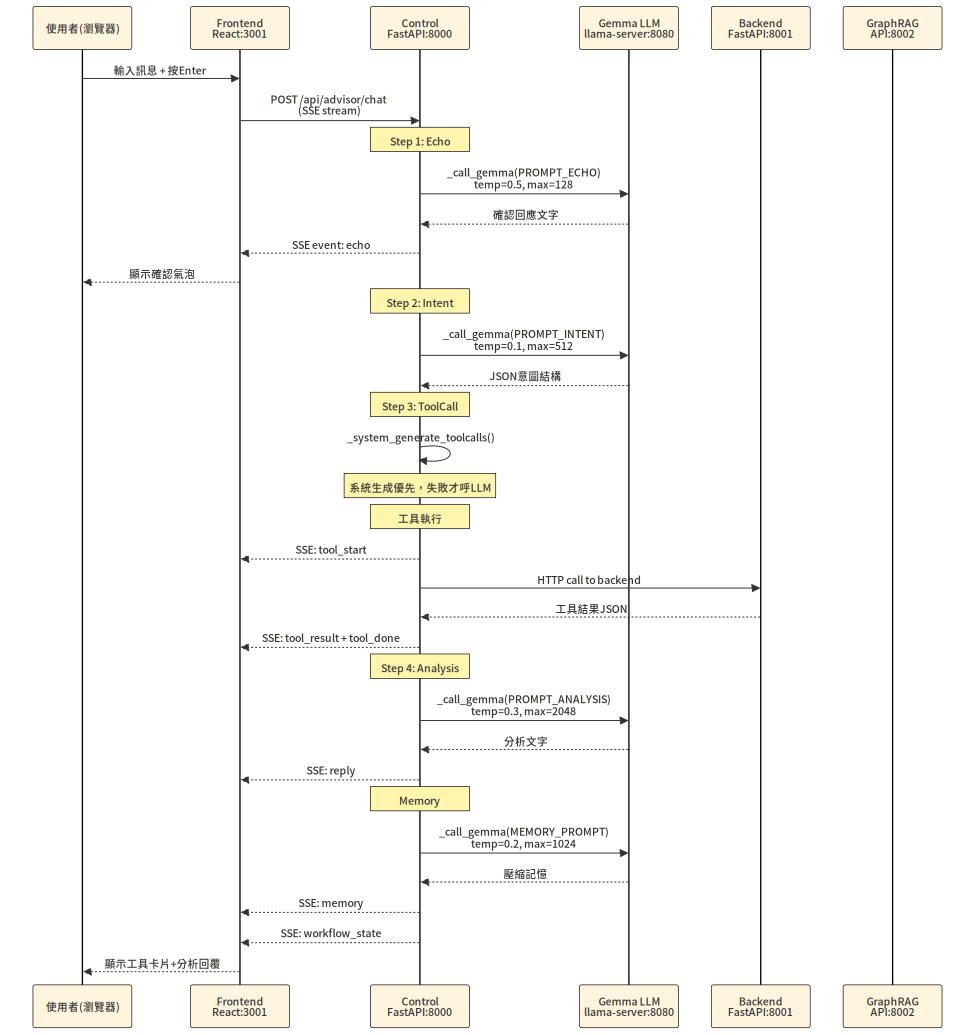 使用者(瀏覽器)
Frontend
React:3001
Control
FastAPI:8000
Gemma LLM
llama-server:8080
Backend
FastAPI:8001
GraphRAG
API:8002
輸入訊息 + 按Enter
POST /api/advisor/chat
(SSE stream)
Step 1: Echo
_call_gemma(PROMPT_ECHO)
temp=0.5, max=128
確認回應文字
SSE event: echo
顯示確認氣泡
Step 2: Intent
_call_gemma(PROMPT_INTENT)
temp=0.1, max=512
JSON意圖結構
Step 3: ToolCall
_system_generate_toolcalls()
系統生成優先，失敗才呼LLM
工具執行
SSE: tool_start
HTTP call to backend
工具結果JSON
SSE: tool_result + tool_done
Step 4: Analysis
_call_gemma(PROMPT_ANALYSIS)
temp=0.3, max=2048
分析文字
SSE: reply
Memory
_call_gemma(MEMORY_PROMPT)
temp=0.2, max=1024
壓縮記憶
SSE: memory
SSE: workflow_state
顯示工具卡片+分析回覆
使用者(瀏覽器)
Frontend
React:3001
Control
FastAPI:8000
Gemma LLM
llama-server:8080
Backend
FastAPI:8001
GraphRAG
API:8002